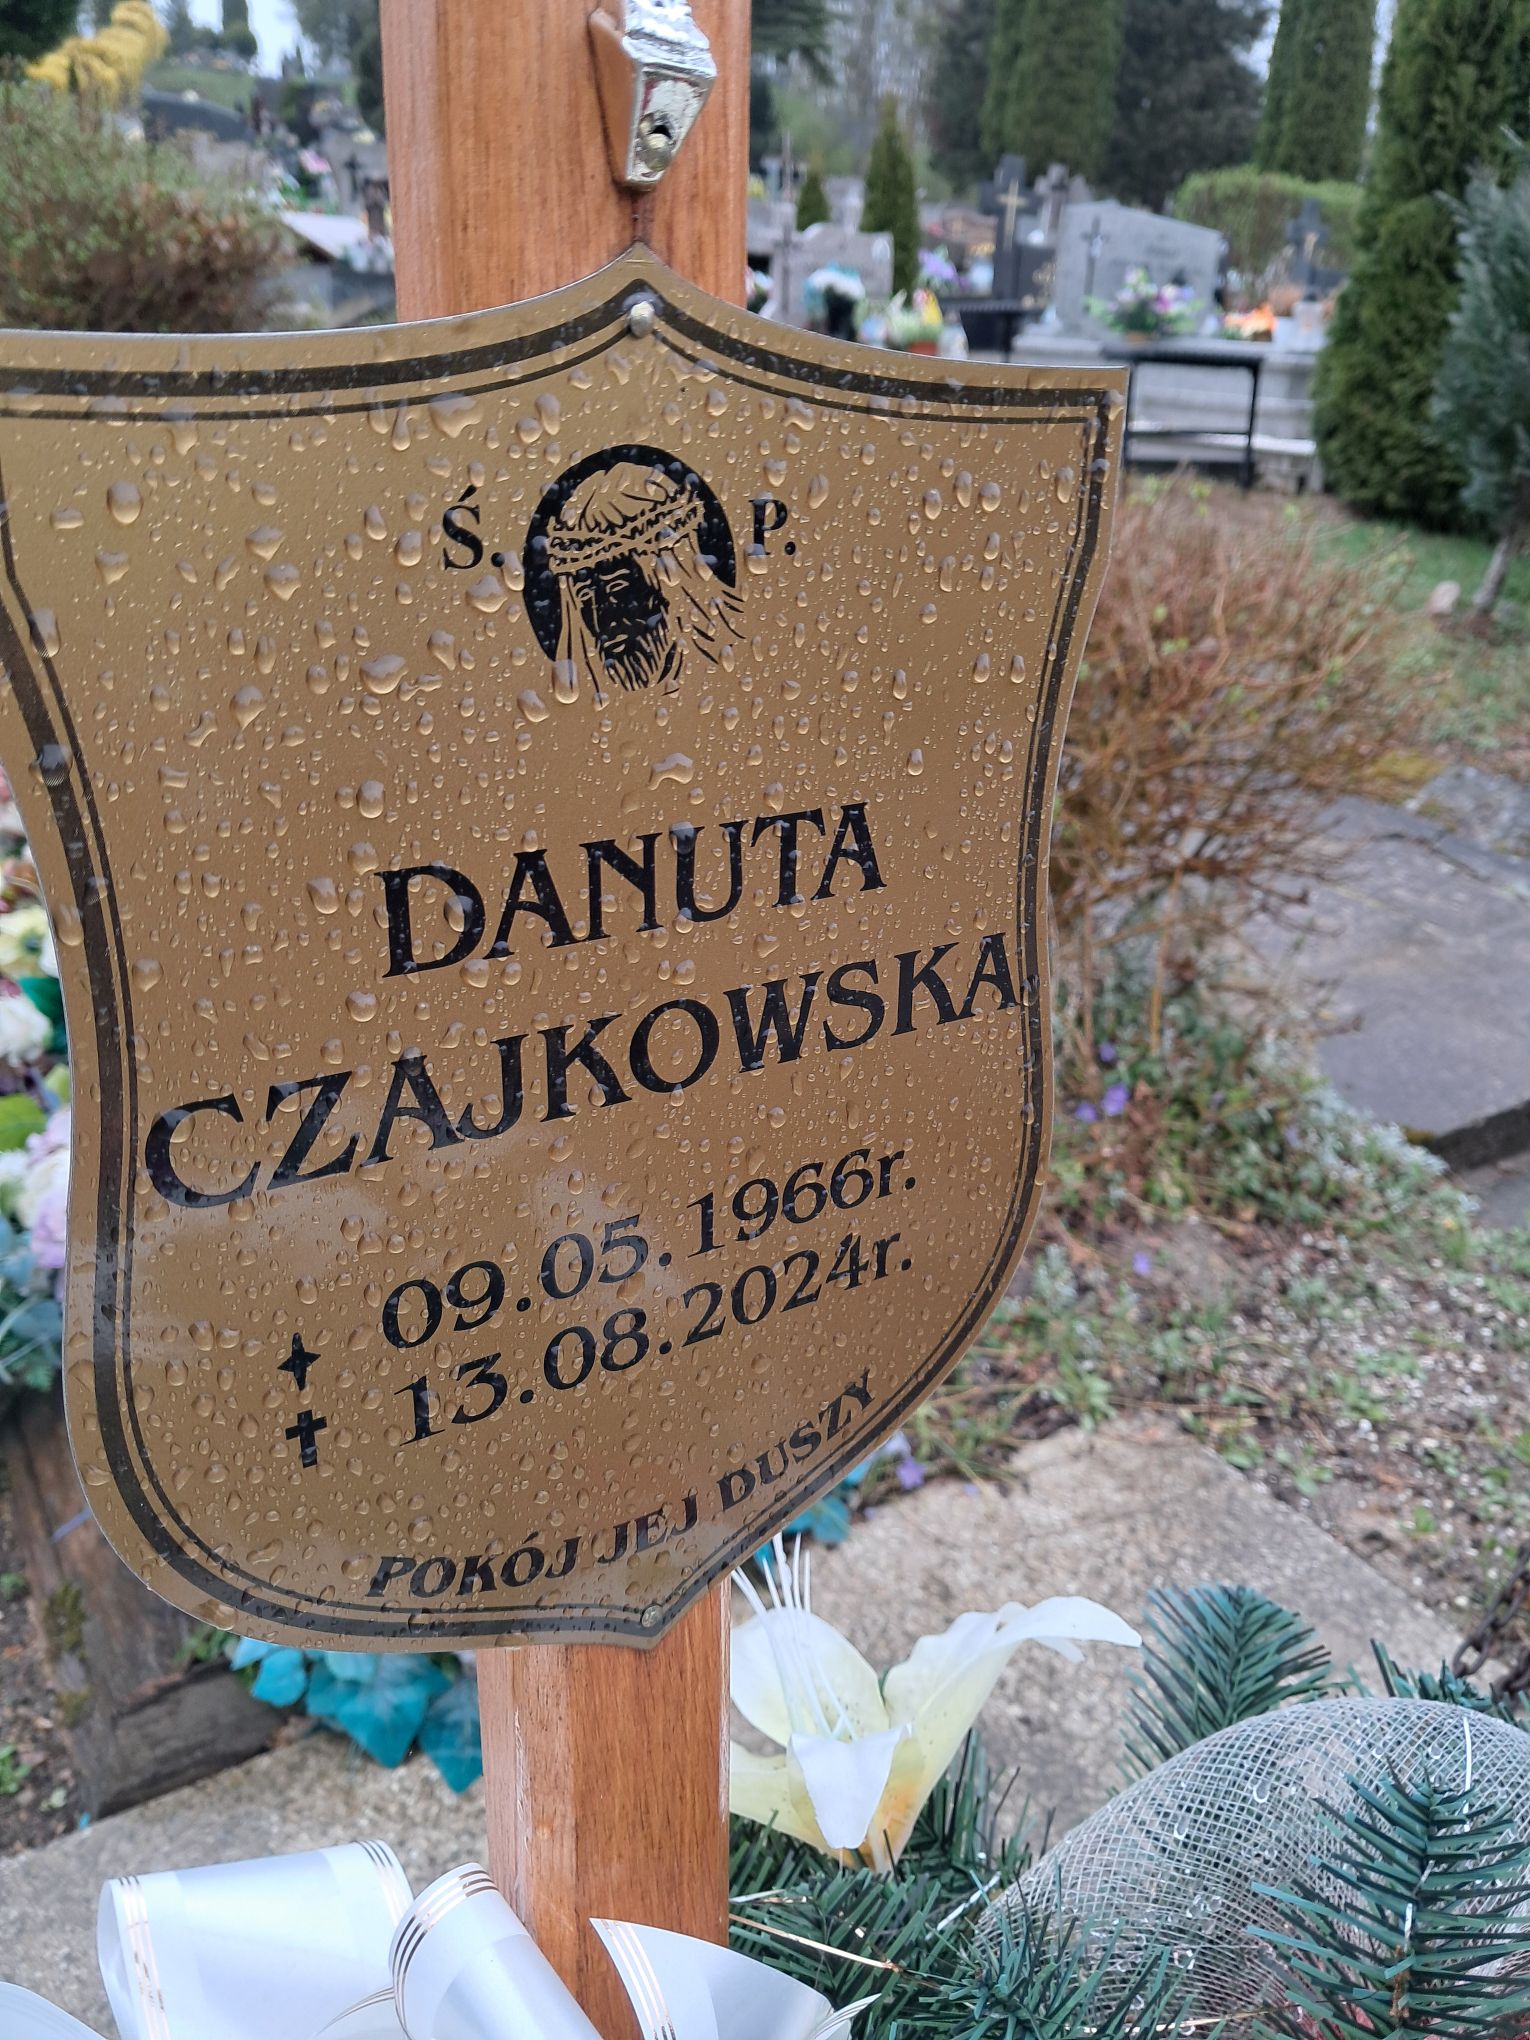 Ś. P.
DANUTA
CZAJKOWSKA
09.05.1966r.
13.08.2024r.
POKÓJ JEJ DUSZY